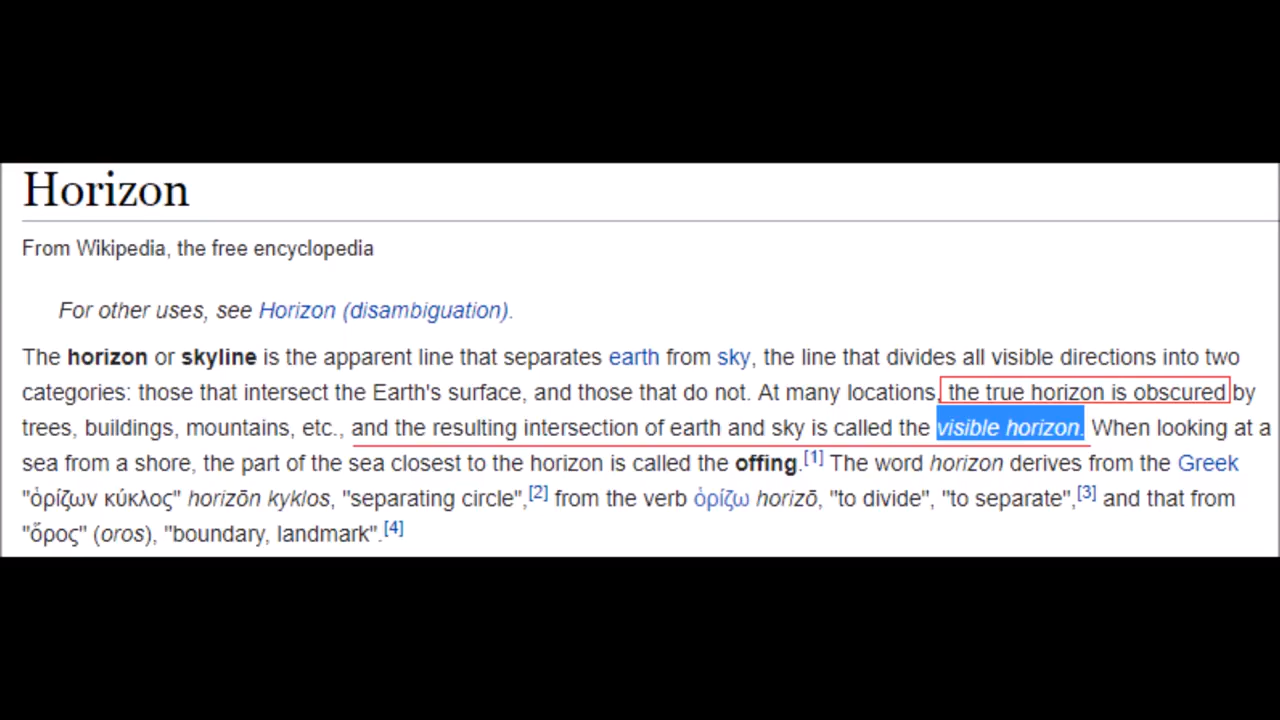 Horizon
From Wikipedia, the free encyclopedia
For other uses, see Horizon (disambiguation).
The horizon or skyline is the apparent line that separates earth from sky, the line that divides all visible directions into two
categories: those that intersect the Earth's surface, and those that do not. At many locations, the true horizon is obscured by
trees, buildings, mountains, etc., and the resulting intersection of earth and sky is called the visible horizon. When looking at a
sea from a shore, the part of the sea closest to the horizon is called the offing.[1] The word horizon derives from the Greek
"ὁρίζων κύκλος" horizōn kyklos, "separating circle",[2] from the verb ὁρίζω horizō, "to divide", "to separate",[3] and that from
"ὅρος" (oros), "boundary, landmark".[4]